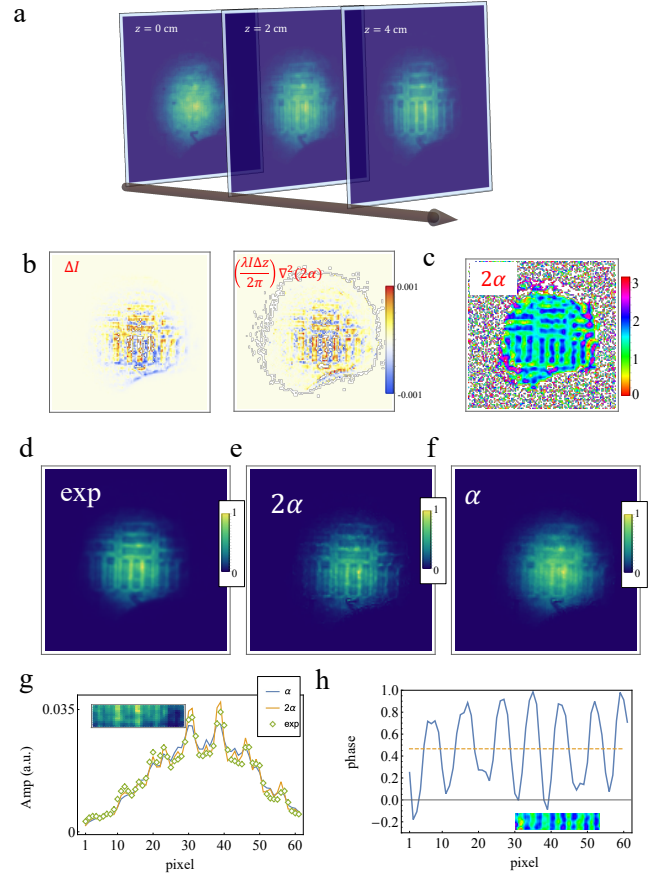 a
z = 0 cm
z = 2 cm
z = 4 cm
b
ΔI
(λIΔz/2π) ∇²(2α)
0.001
-0.001
c
2α
3
2
1
0
d
exp
1
0
e
2α
1
0
f
α
1
0
g
0.035
0
Amp (a.u.)
α
2α
exp
1 10 20 30 40 50 60
pixel
h
1.0
0.8
0.6
0.4
0.2
0.0
−0.2
phase
1 10 20 30 40 50 60
pixel